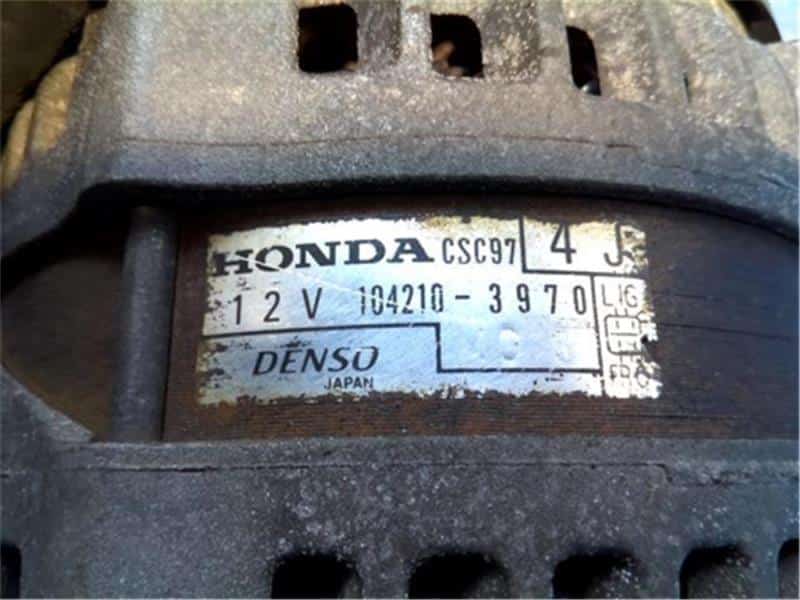 HONDA CSC97 4 J
12V 104210-3970 LIG
DENSO
JAPAN